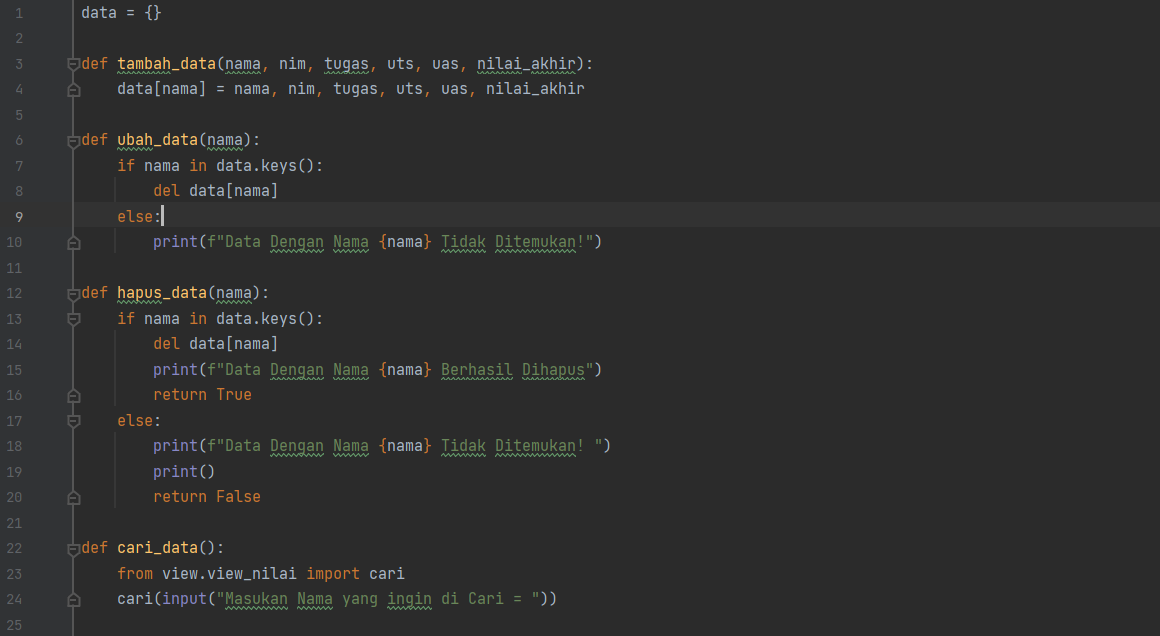 1 data = {}
2
3 def tambah_data(nama, nim, tugas, uts, uas, nilai_akhir):
4     data[nama] = nama, nim, tugas, uts, uas, nilai_akhir
5
6 def ubah_data(nama):
7     if nama in data.keys():
8         del data[nama]
9     else:
10         print(f"Data Dengan Nama {nama} Tidak Ditemukan!")
11
12 def hapus_data(nama):
13     if nama in data.keys():
14         del data[nama]
15         print(f"Data Dengan Nama {nama} Berhasil Dihapus")
16         return True
17     else:
18         print(f"Data Dengan Nama {nama} Tidak Ditemukan! ")
19         print()
20         return False
21
22 def cari_data():
23     from view.view_nilai import cari
24     cari(input("Masukan Nama yang ingin di Cari = "))
25